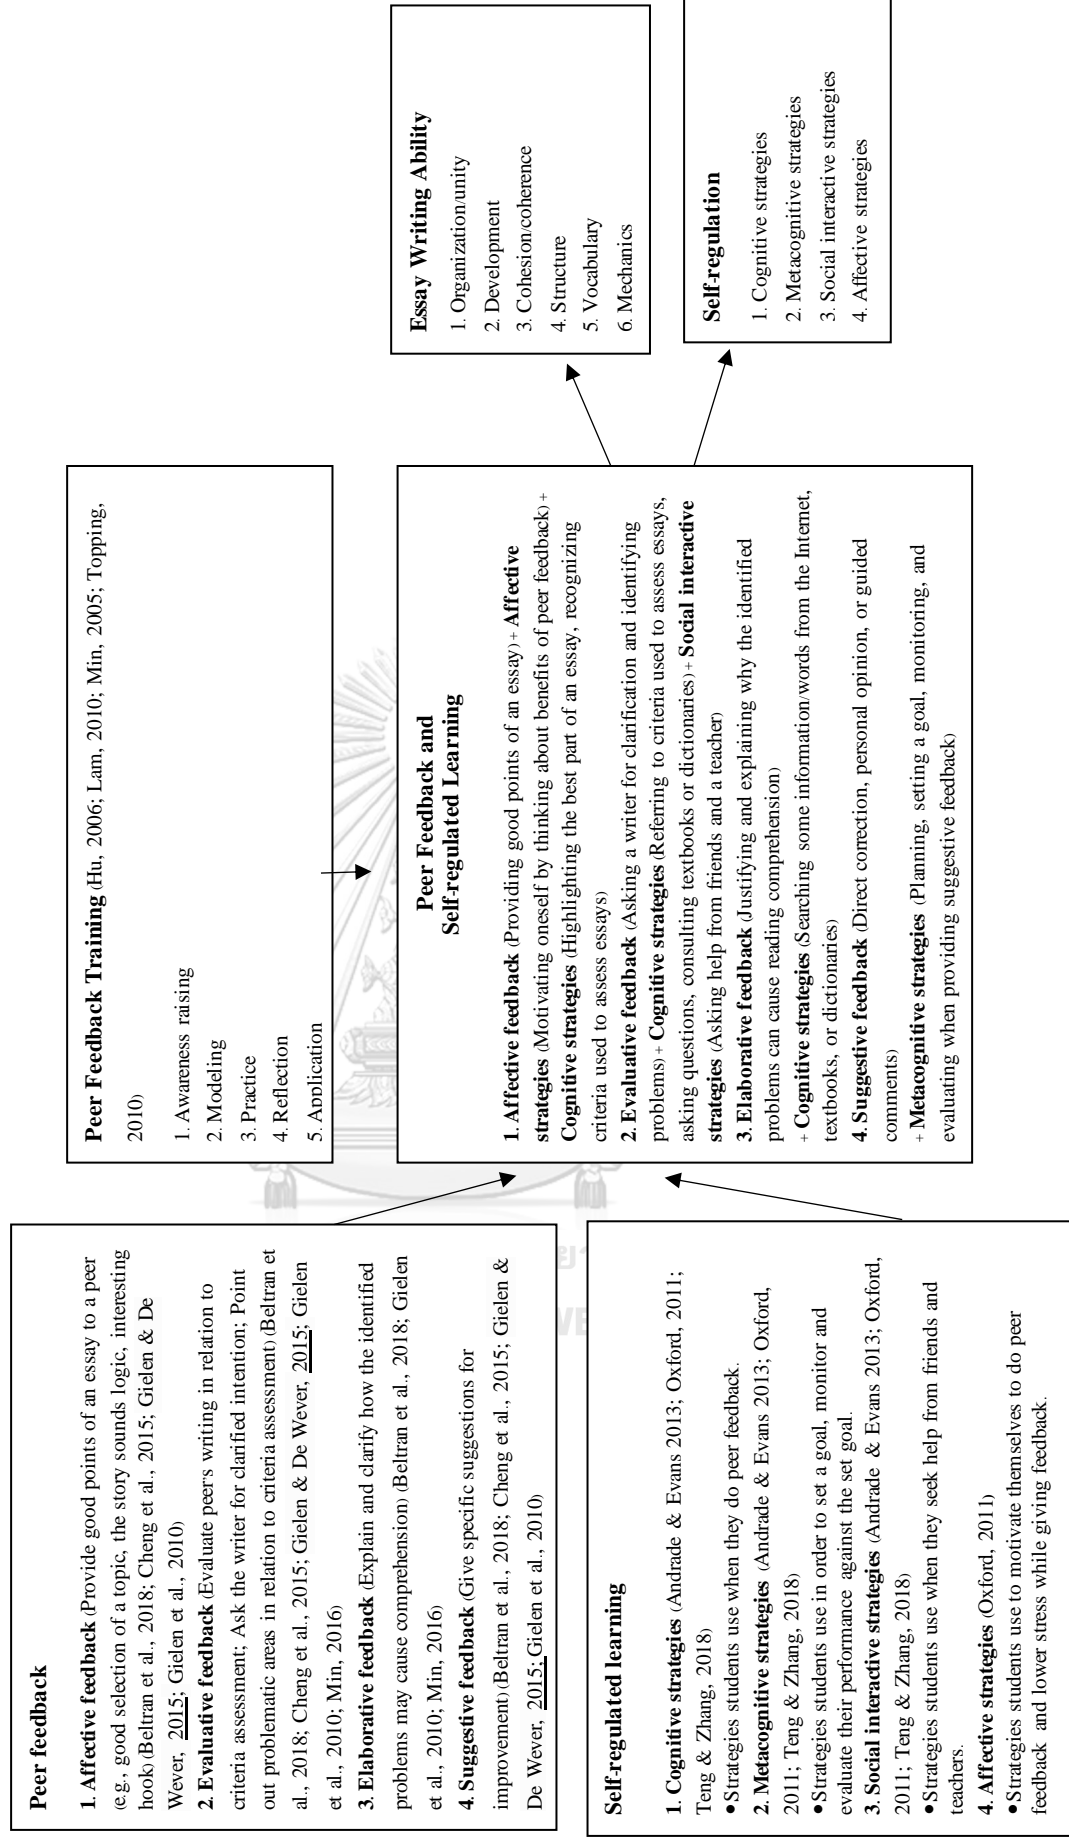 Peer feedback
1. Affective feedback (Provide good points of an essay to a peer
(e.g., good selection of a topic, the story sounds logic, interesting
hook) (Beltran et al., 2018; Cheng et al., 2015; Gielen & De
Wever, 2015; Gielen et al., 2010)
2. Evaluative feedback (Evaluate peers writing in relation to
criteria assessment; Ask the writer for clarified intention; Point
out problematic areas in relation to criteria assessment) (Beltran et
al., 2018; Cheng et al., 2015; Gielen & De Wever, 2015; Gielen
et al., 2010; Min, 2016)
3. Elaborative feedback (Explain and clarify how the identified
problems may cause comprehension) (Beltran et al., 2018; Gielen
et al., 2010; Min, 2016)
4. Suggestive feedback (Give specific suggestions for
improvement) (Beltran et al., 2018; Cheng et al., 2015; Gielen &
De Wever, 2015; Gielen et al., 2010)
Self-regulated learning
1. Cognitive strategies (Andrade & Evans 2013; Oxford, 2011;
Teng & Zhang, 2018)
•Strategies students use when they do peer feedback.
2. Metacognitive strategies (Andrade & Evans 2013; Oxford,
2011; Teng & Zhang, 2018)
•Strategies students use in order to set a goal, monitor and
evaluate their performance against the set goal.
3. Social interactive strategies (Andrade & Evans 2013; Oxford,
2011; Teng & Zhang, 2018)
•Strategies students use when they seek help from friends and
teachers.
4. Affective strategies (Oxford, 2011)
•Strategies students use to motivate themselves to do peer
feedback and lower stress while giving feedback.
Peer Feedback Training (Hu, 2006; Lam, 2010; Min, 2005; Topping,
2010)
1. Awareness raising
2. Modeling
3. Practice
4. Reflection
5. Application
Peer Feedback and
Self-regulated Learning
1. Affective feedback (Providing good points of an essay) + Affective
strategies (Motivating oneself by thinking about benefits of peer feedback) +
Cognitive strategies (Highlighting the best part of an essay, recognizing
criteria used to assess essays)
2. Evaluative feedback (Asking a writer for clarification and identifying
problems) + Cognitive strategies (Referring to criteria used to assess essays,
asking questions, consulting textbooks or dictionaries) + Social interactive
strategies (Asking help from friends and a teacher)
3. Elaborative feedback (Justifying and explaining why the identified
problems can cause reading comprehension)
+ Cognitive strategies (Searching some information/words from the Internet,
textbooks, or dictionaries)
4. Suggestive feedback (Direct correction, personal opinion, or guided
comments)
+ Metacognitive strategies (Planning, setting a goal, monitoring, and
evaluating when providing suggestive feedback)
Essay Writing Ability
1. Organization/unity
2. Development
3. Cohesion/coherence
4. Structure
5. Vocabulary
6. Mechanics
Self-regulation
1. Cognitive strategies
2. Metacognitive strategies
3. Social interactive strategies
4. Affective strategies